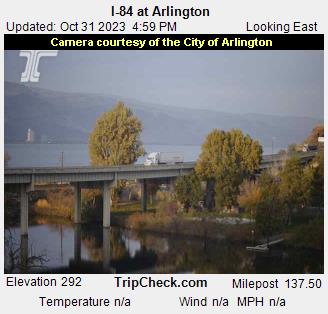 I-84 at Arlington
Updated: Oct 31 2023 4:59 PM Looking East
Camera courtesy of the City of Arlington
Elevation 292 TripCheck.com Milepost 137.50
Temperature n/a Wind n/a MPH n/a